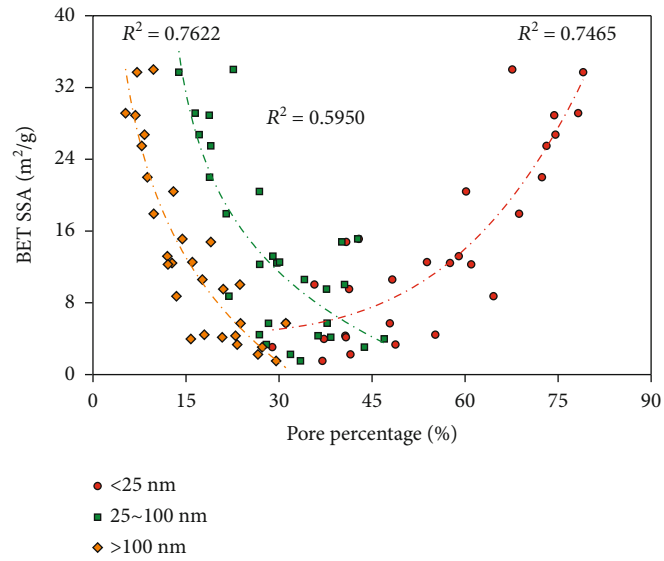 R² = 0.7622
R² = 0.7465
R² = 0.5950
40
32
24
16
8
0
BET SSA (m²/g)
0 15 30 45 60 75 90
Pore percentage (%)
<25 nm
25~100 nm
>100 nm